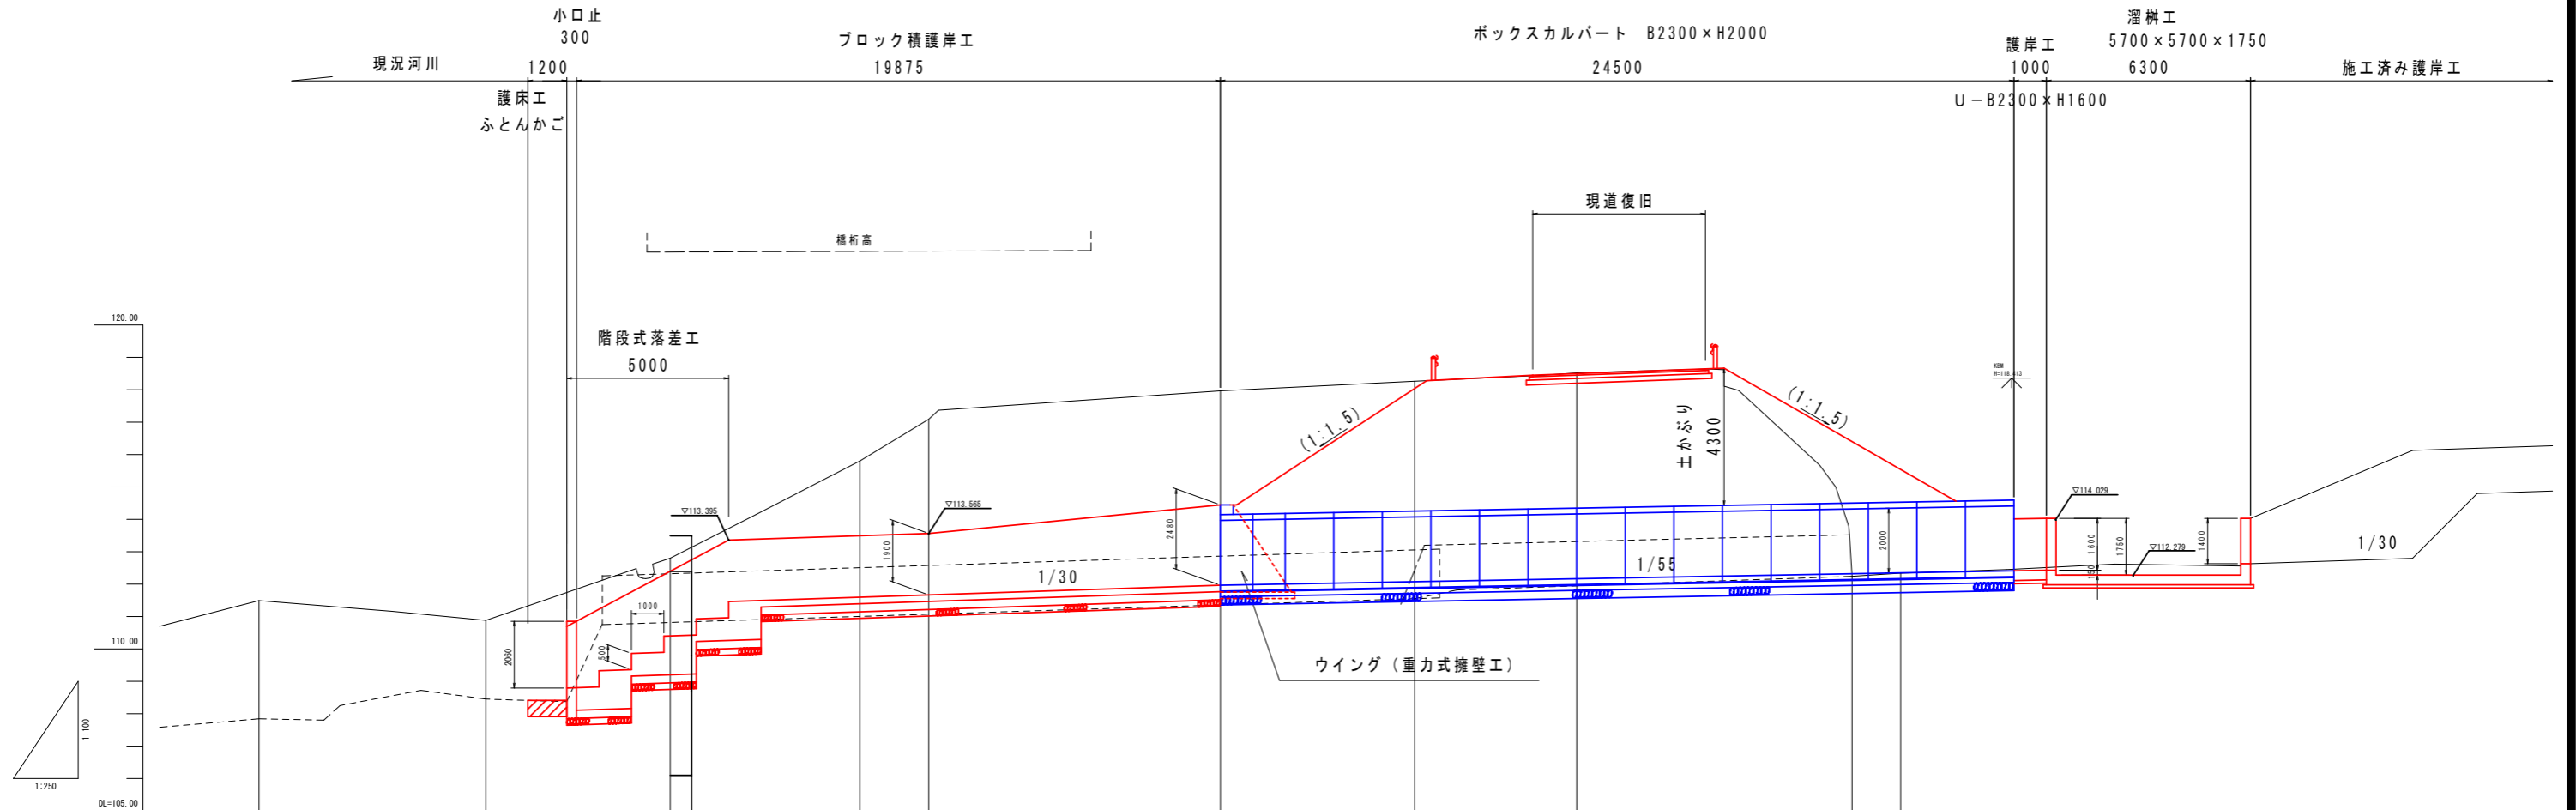 小口止
300
ブロック積護岸工
19875
ボックスカルバート B2300×H2000
24500
護岸工
1000
溜桝工
5700×5700×1750
6300
施工済み護岸工
現況河川
1200
護床工
ふとんかご
U-B2300×H1600
現道復旧
橋桁高
120.00
階段式落差工
5000
(1:1.5)
土かぶり
4300
(1:1.5)
KBM
H=118.413
▽113.395
▽113.565
▽114.029
▽112.279
1900
2480
2000
1600
1750
150
1400
1/30
1/55
1/30
1000
500
2060
110.00
ウイング(重力式擁壁工)
1:100
1:250
DL=105.00